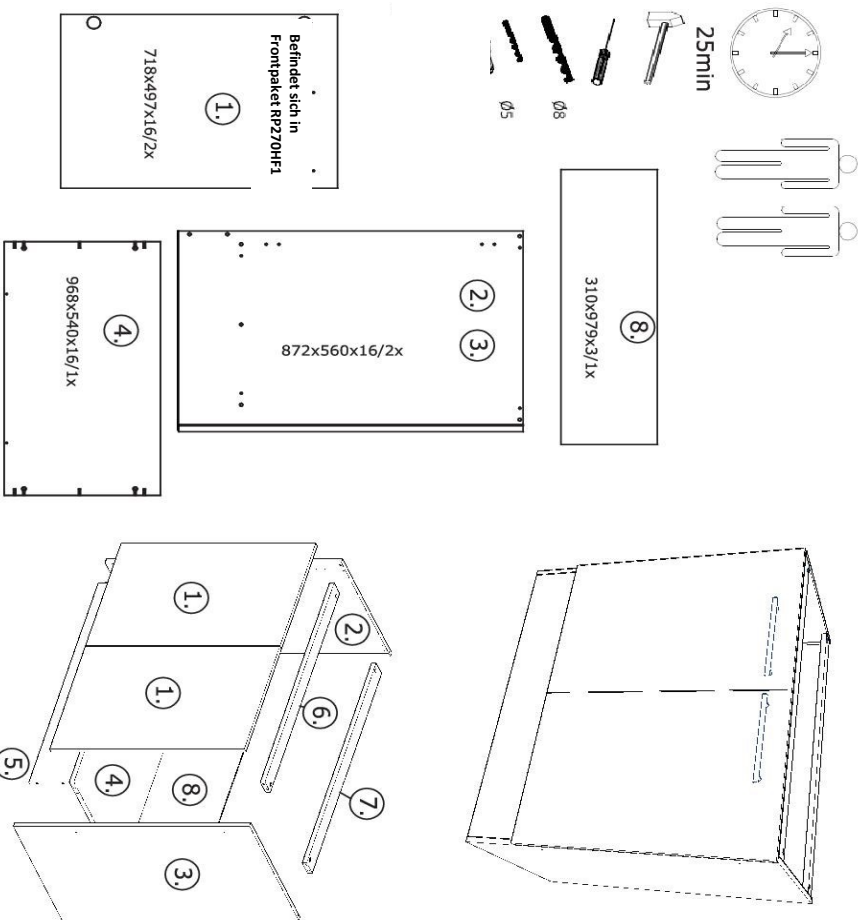 25min
Ø8
Ø5
Befindet sich in
Frontpaket RP270HF1
1.
718x497x16/2x
8.
310x979x3/1x
2.
3.
872x560x16/2x
4.
968x540x16/1x
1.
1.
2.
6.
7.
5.
4.
8.
3.